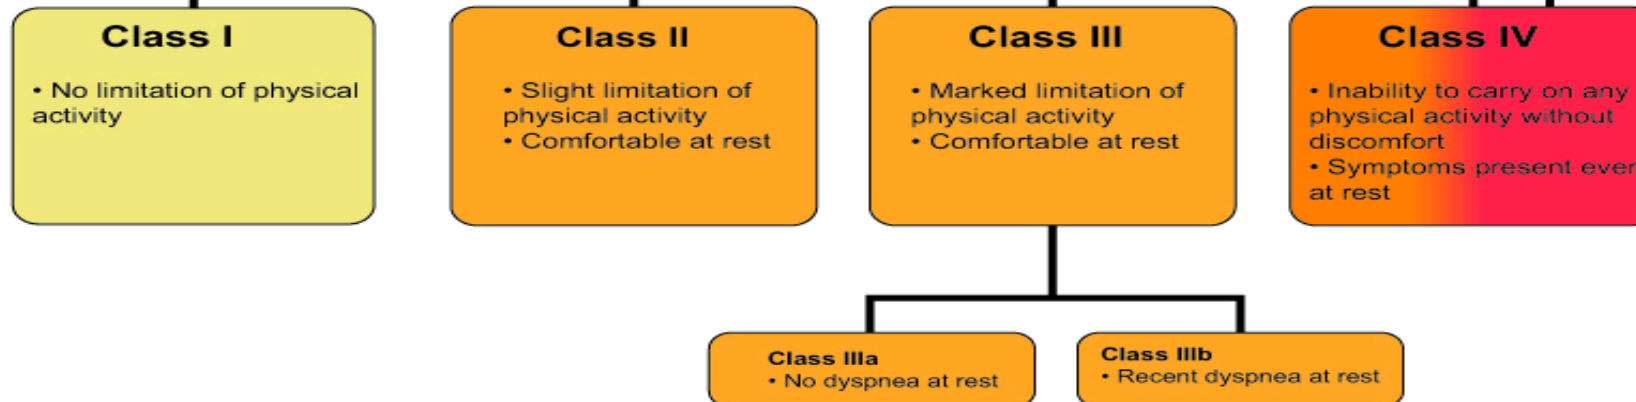 Class I
• No limitation of physical
activity
Class II
• Slight limitation of
physical activity
• Comfortable at rest
Class III
• Marked limitation of
physical activity
• Comfortable at rest
Class IV
• Inability to carry on any
physical activity without
discomfort
• Symptoms present even
at rest
Class IIIa
• No dyspnea at rest
Class IIIb
• Recent dyspnea at rest